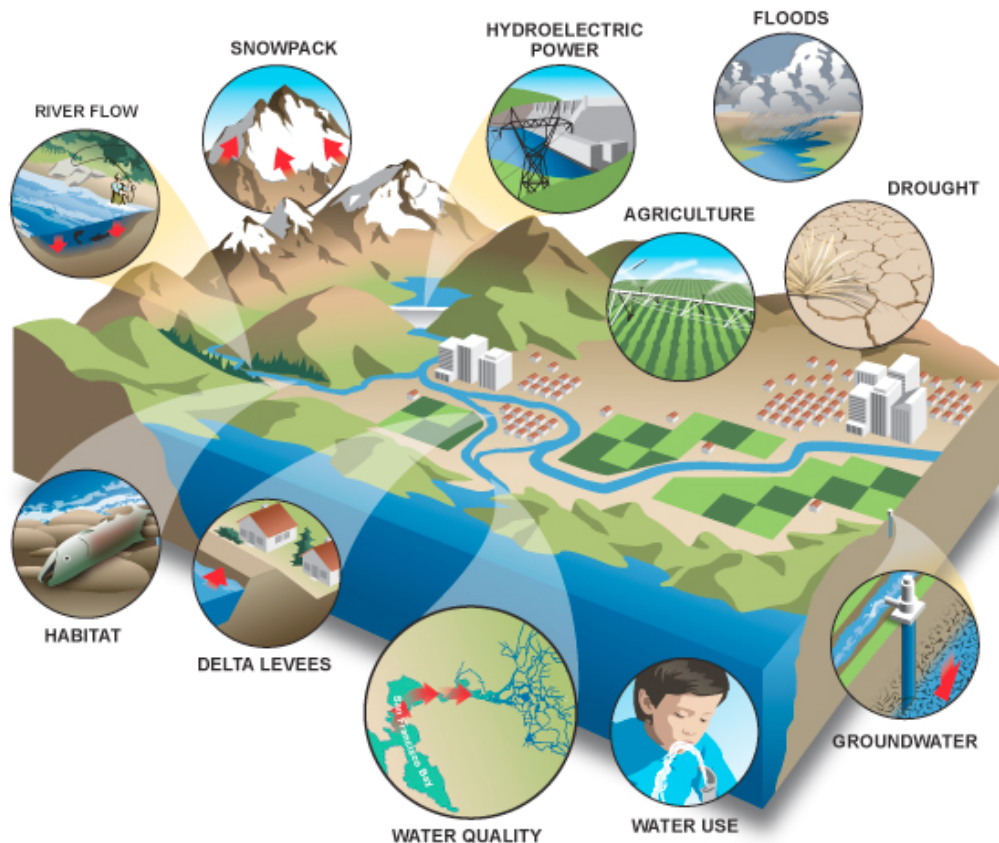 FLOODS
HYDROELECTRIC
POWER
SNOWPACK
RIVER FLOW
DROUGHT
AGRICULTURE
HABITAT
DELTA LEVEES
San Francisco Bay
GROUNDWATER
WATER USE
WATER QUALITY